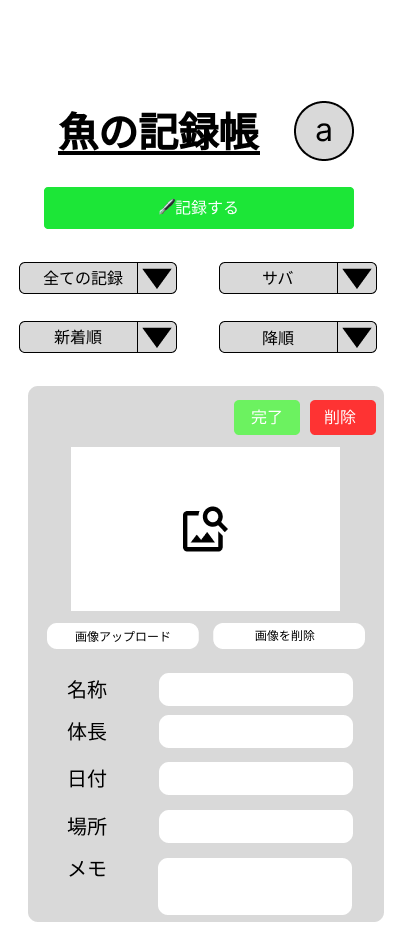 魚の記録帳
a
🖋記録する
全ての記録
サバ
新着順
降順
完了
削除
画像アップロード
画像を削除
名称
体長
日付
場所
メモ